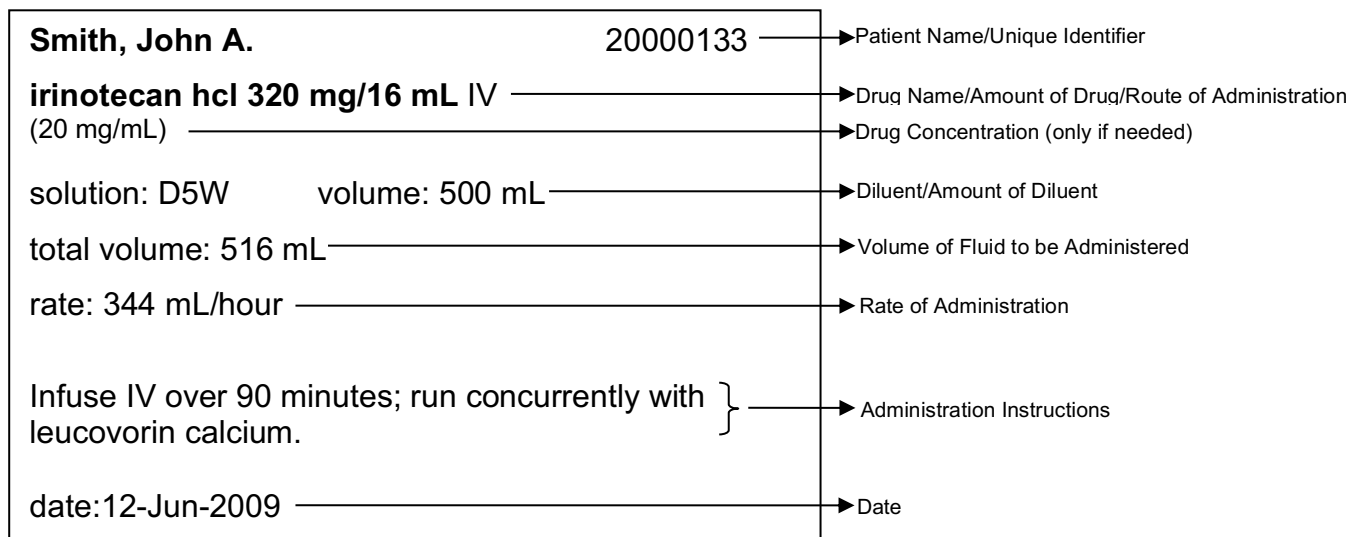 Smith, John A. 20000133 Patient Name/Unique Identifier
irinotecan hcl 320 mg/16 mL IV Drug Name/Amount of Drug/Route of Administration
(20 mg/mL) Drug Concentration (only if needed)
solution: D5W volume: 500 mL Diluent/Amount of Diluent
total volume: 516 mL Volume of Fluid to be Administered
rate: 344 mL/hour Rate of Administration
Infuse IV over 90 minutes; run concurrently with
leucovorin calcium.
Administration Instructions
date:12-Jun-2009 Date